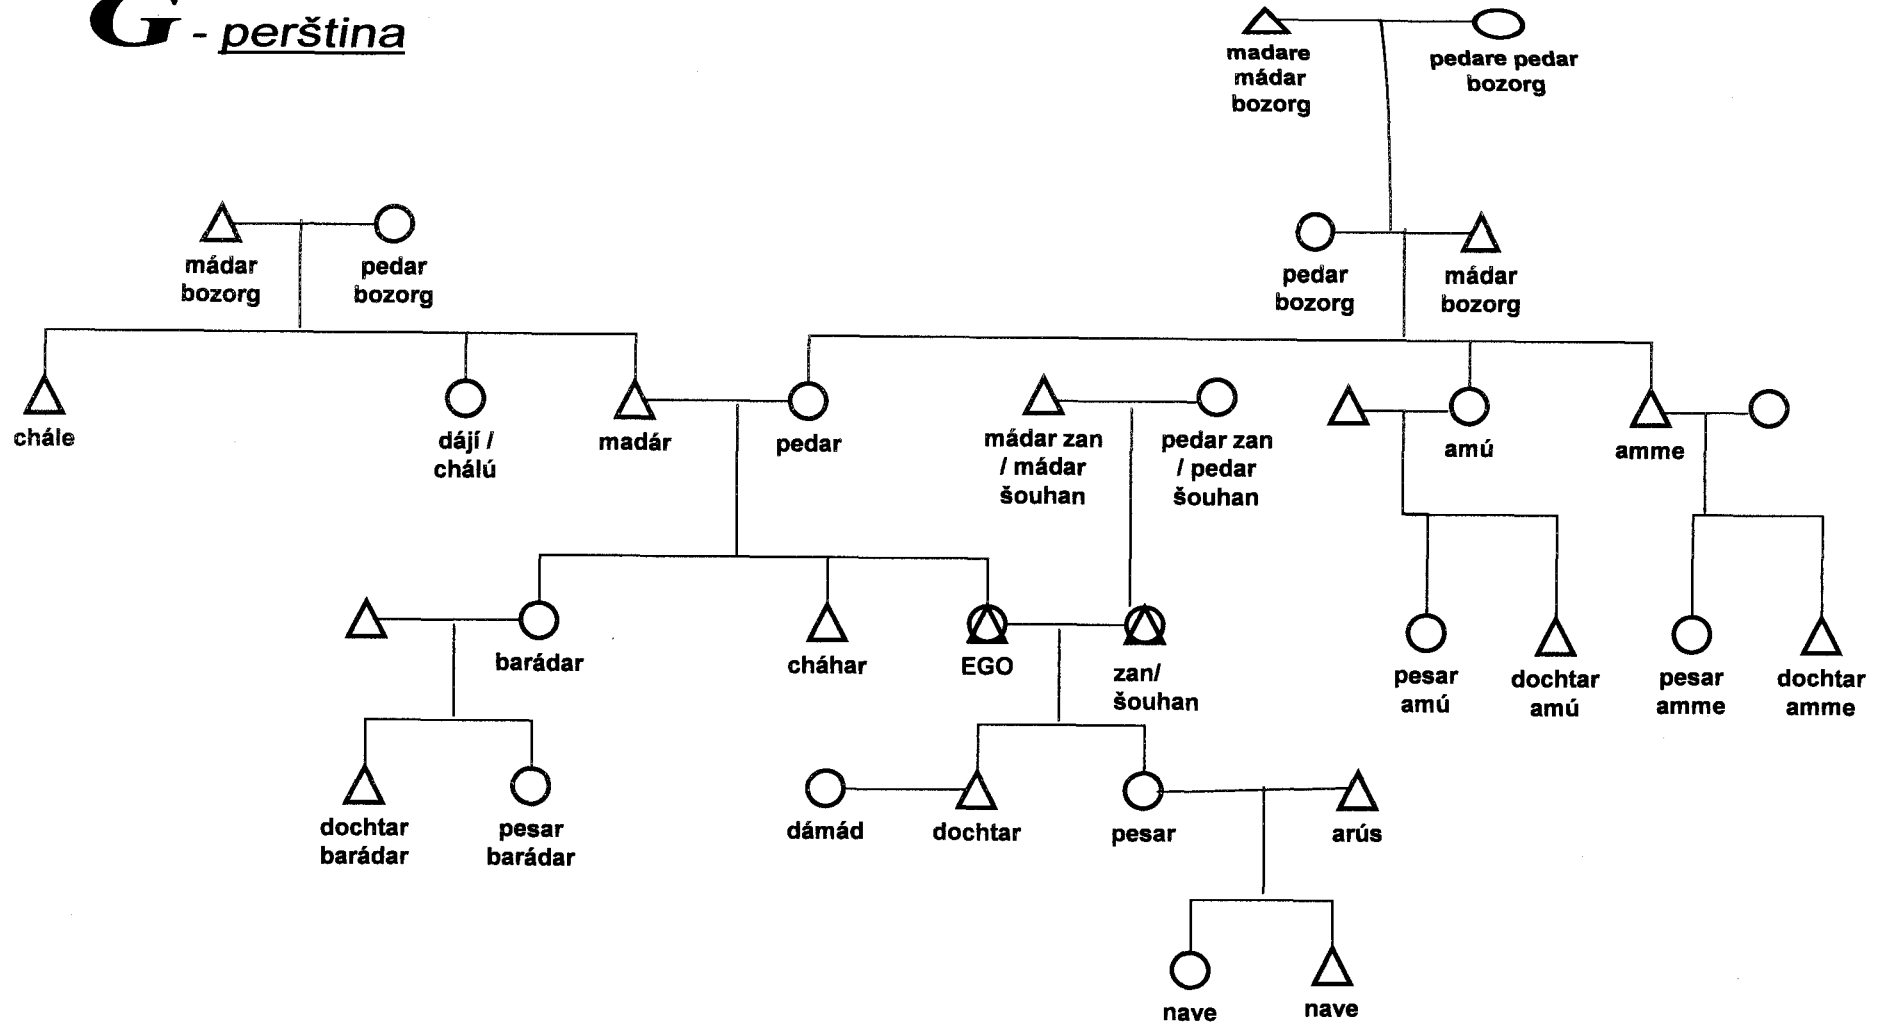 G - perština
madare
mádar
bozorg
pedare pedar
bozorg
mádar
bozorg
pedar
bozorg
pedar
bozorg
mádar
bozorg
chále
dájí /
chálú
madár
pedar
mádar zan
/ mádar
šouhan
pedar zan
/ pedar
šouhan
amú
amme
barádar
cháhar
EGO
zan/
šouhan
pesar
amú
dochtar
amú
pesar
amme
dochtar
amme
dochtar
barádar
pesar
barádar
dámád
dochtar
pesar
arús
nave
nave